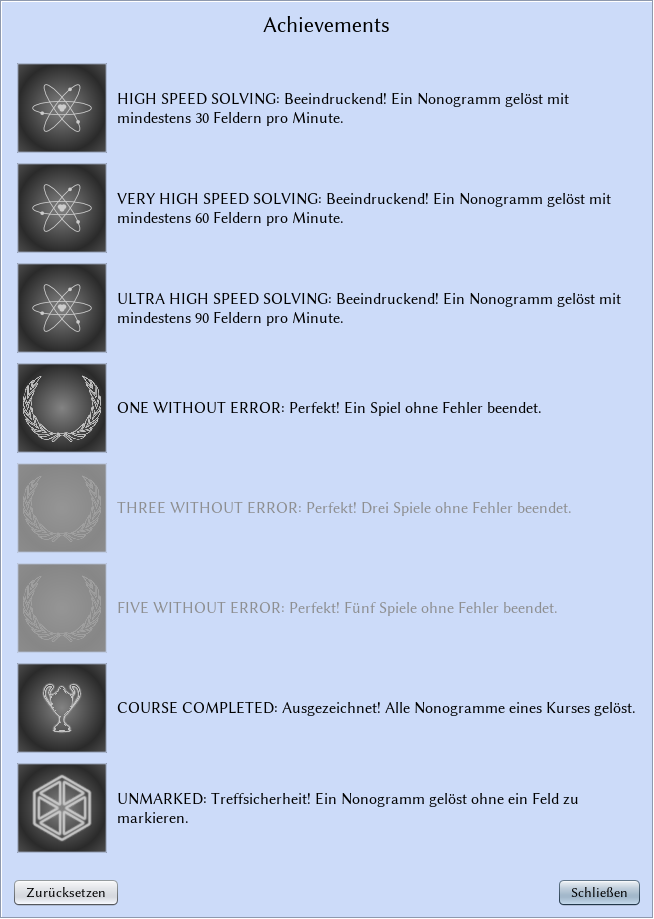 Achievements
HIGH SPEED SOLVING: Beeindruckend! Ein Nonogramm gelöst mit
mindestens 30 Feldern pro Minute.
VERY HIGH SPEED SOLVING: Beeindruckend! Ein Nonogramm gelöst mit
mindestens 60 Feldern pro Minute.
ULTRA HIGH SPEED SOLVING: Beeindruckend! Ein Nonogramm gelöst mit
mindestens 90 Feldern pro Minute.
ONE WITHOUT ERROR: Perfekt! Ein Spiel ohne Fehler beendet.
THREE WITHOUT ERROR: Perfekt! Drei Spiele ohne Fehler beendet.
FIVE WITHOUT ERROR: Perfekt! Fünf Spiele ohne Fehler beendet.
COURSE COMPLETED: Ausgezeichnet! Alle Nonogramme eines Kurses gelöst.
UNMARKED: Treffsicherheit! Ein Nonogramm gelöst ohne ein Feld zu
markieren.
Zurücksetzen
Schließen